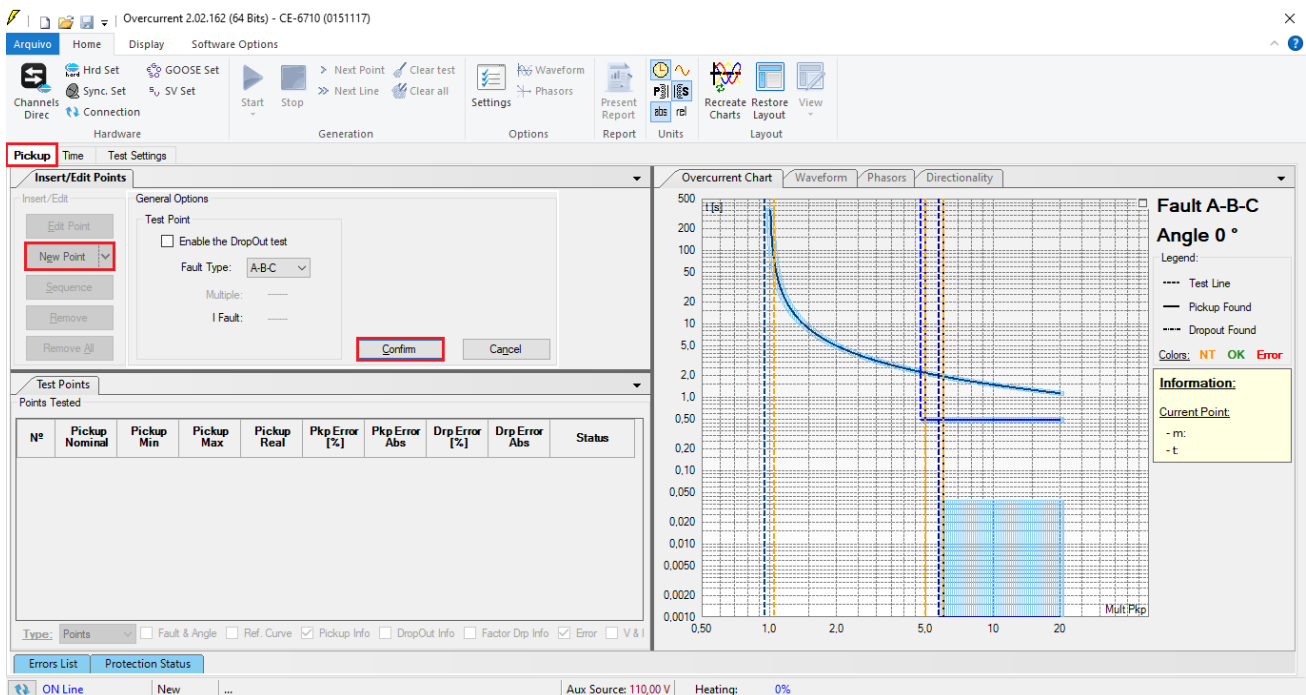 Overcurrent 2.02.162 (64 Bits) - CE-6710 (0151117)
Arquivo Home Display Software Options
Hrd Set GOOSE Set
Sync. Set SV Set
Connection
Channels Direc
Hardware
Start Stop
Next Point Clear test
Next Line Clear all
Generation
Settings
Waveform
Phasors
Options
Present Report
Report
abs rel
Units
Recreate Charts
Restore Layout
View
Layout
Pickup Time Test Settings
Insert/Edit Points
Insert/Edit
Edit Point
New Point
Sequence
Remove
Remove All
General Options
Test Point
Enable the DropOut test
Fault Type: A-B-C
Multiple: -----
I Fault: -----
Confirm Cancel
Test Points
Points Tested
Nº Pickup Nominal Pickup Min Pickup Max Pickup Real Pkp Error [%] Pkp Error Abs Drp Error [%] Drp Error Abs Status
Type: Points Fault & Angle Ref. Curve Pickup Info DropOut Info Factor Drp Info Error V & I
Errors List Protection Status
ON Line New ... Aux Source: 110,00 V Heating: 0%
Overcurrent Chart Waveform Phasors Directionality
t [s]
500
200
100
50
20
10
5,0
2,0
1,0
0,50
0,20
0,10
0,050
0,020
0,010
0,0050
0,0020
0,0010
0,50 1,0 2,0 5,0 10 20
Mult Pkp
Fault A-B-C
Angle 0 °
Legend:
Test Line
Pickup Found
Dropout Found
Colors: NT OK Error
Information:
Current Point:
- m:
- t: